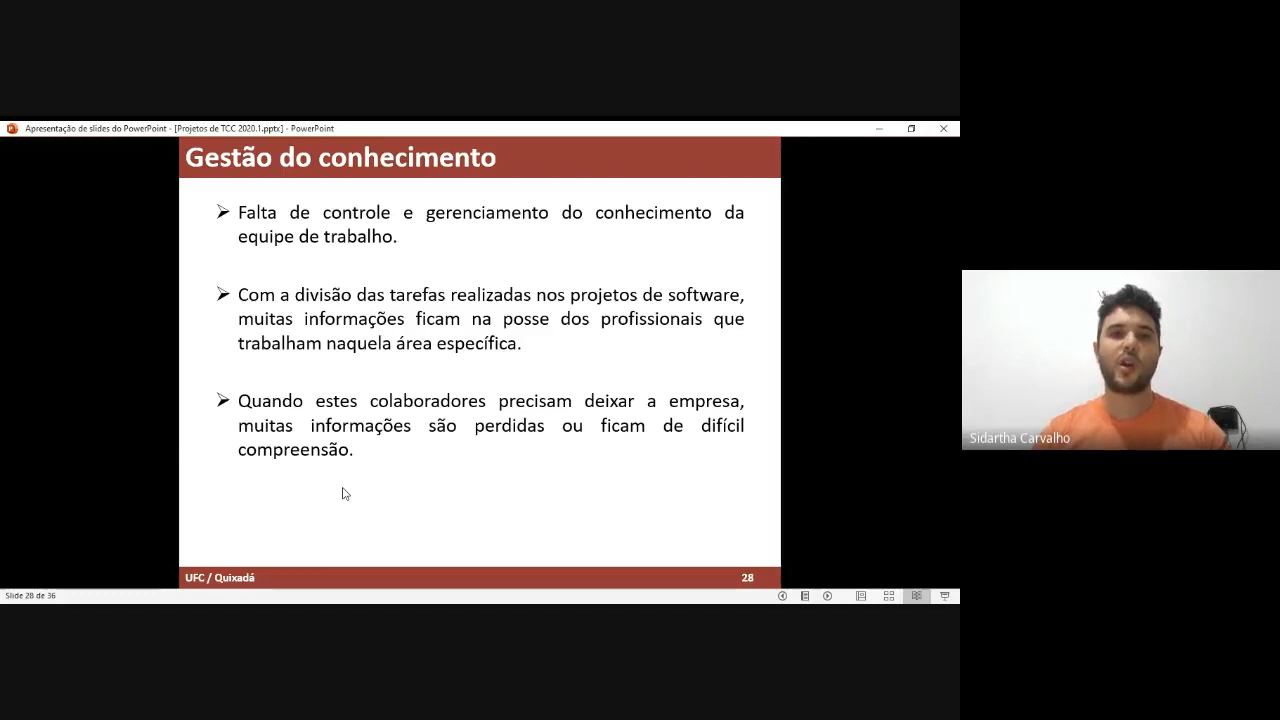 Apresentação de slides do PowerPoint - [Projetos de TCC 2020.1.pptx] - PowerPoint
Gestão do conhecimento
Falta de controle e gerenciamento do conhecimento da
equipe de trabalho.
Com a divisão das tarefas realizadas nos projetos de software,
muitas informações ficam na posse dos profissionais que
trabalham naquela área específica.
Quando estes colaboradores precisam deixar a empresa,
muitas informações são perdidas ou ficam de difícil
compreensão.
UFC / Quixadá
28
Slide 28 de 36
Sidartha Carvalho